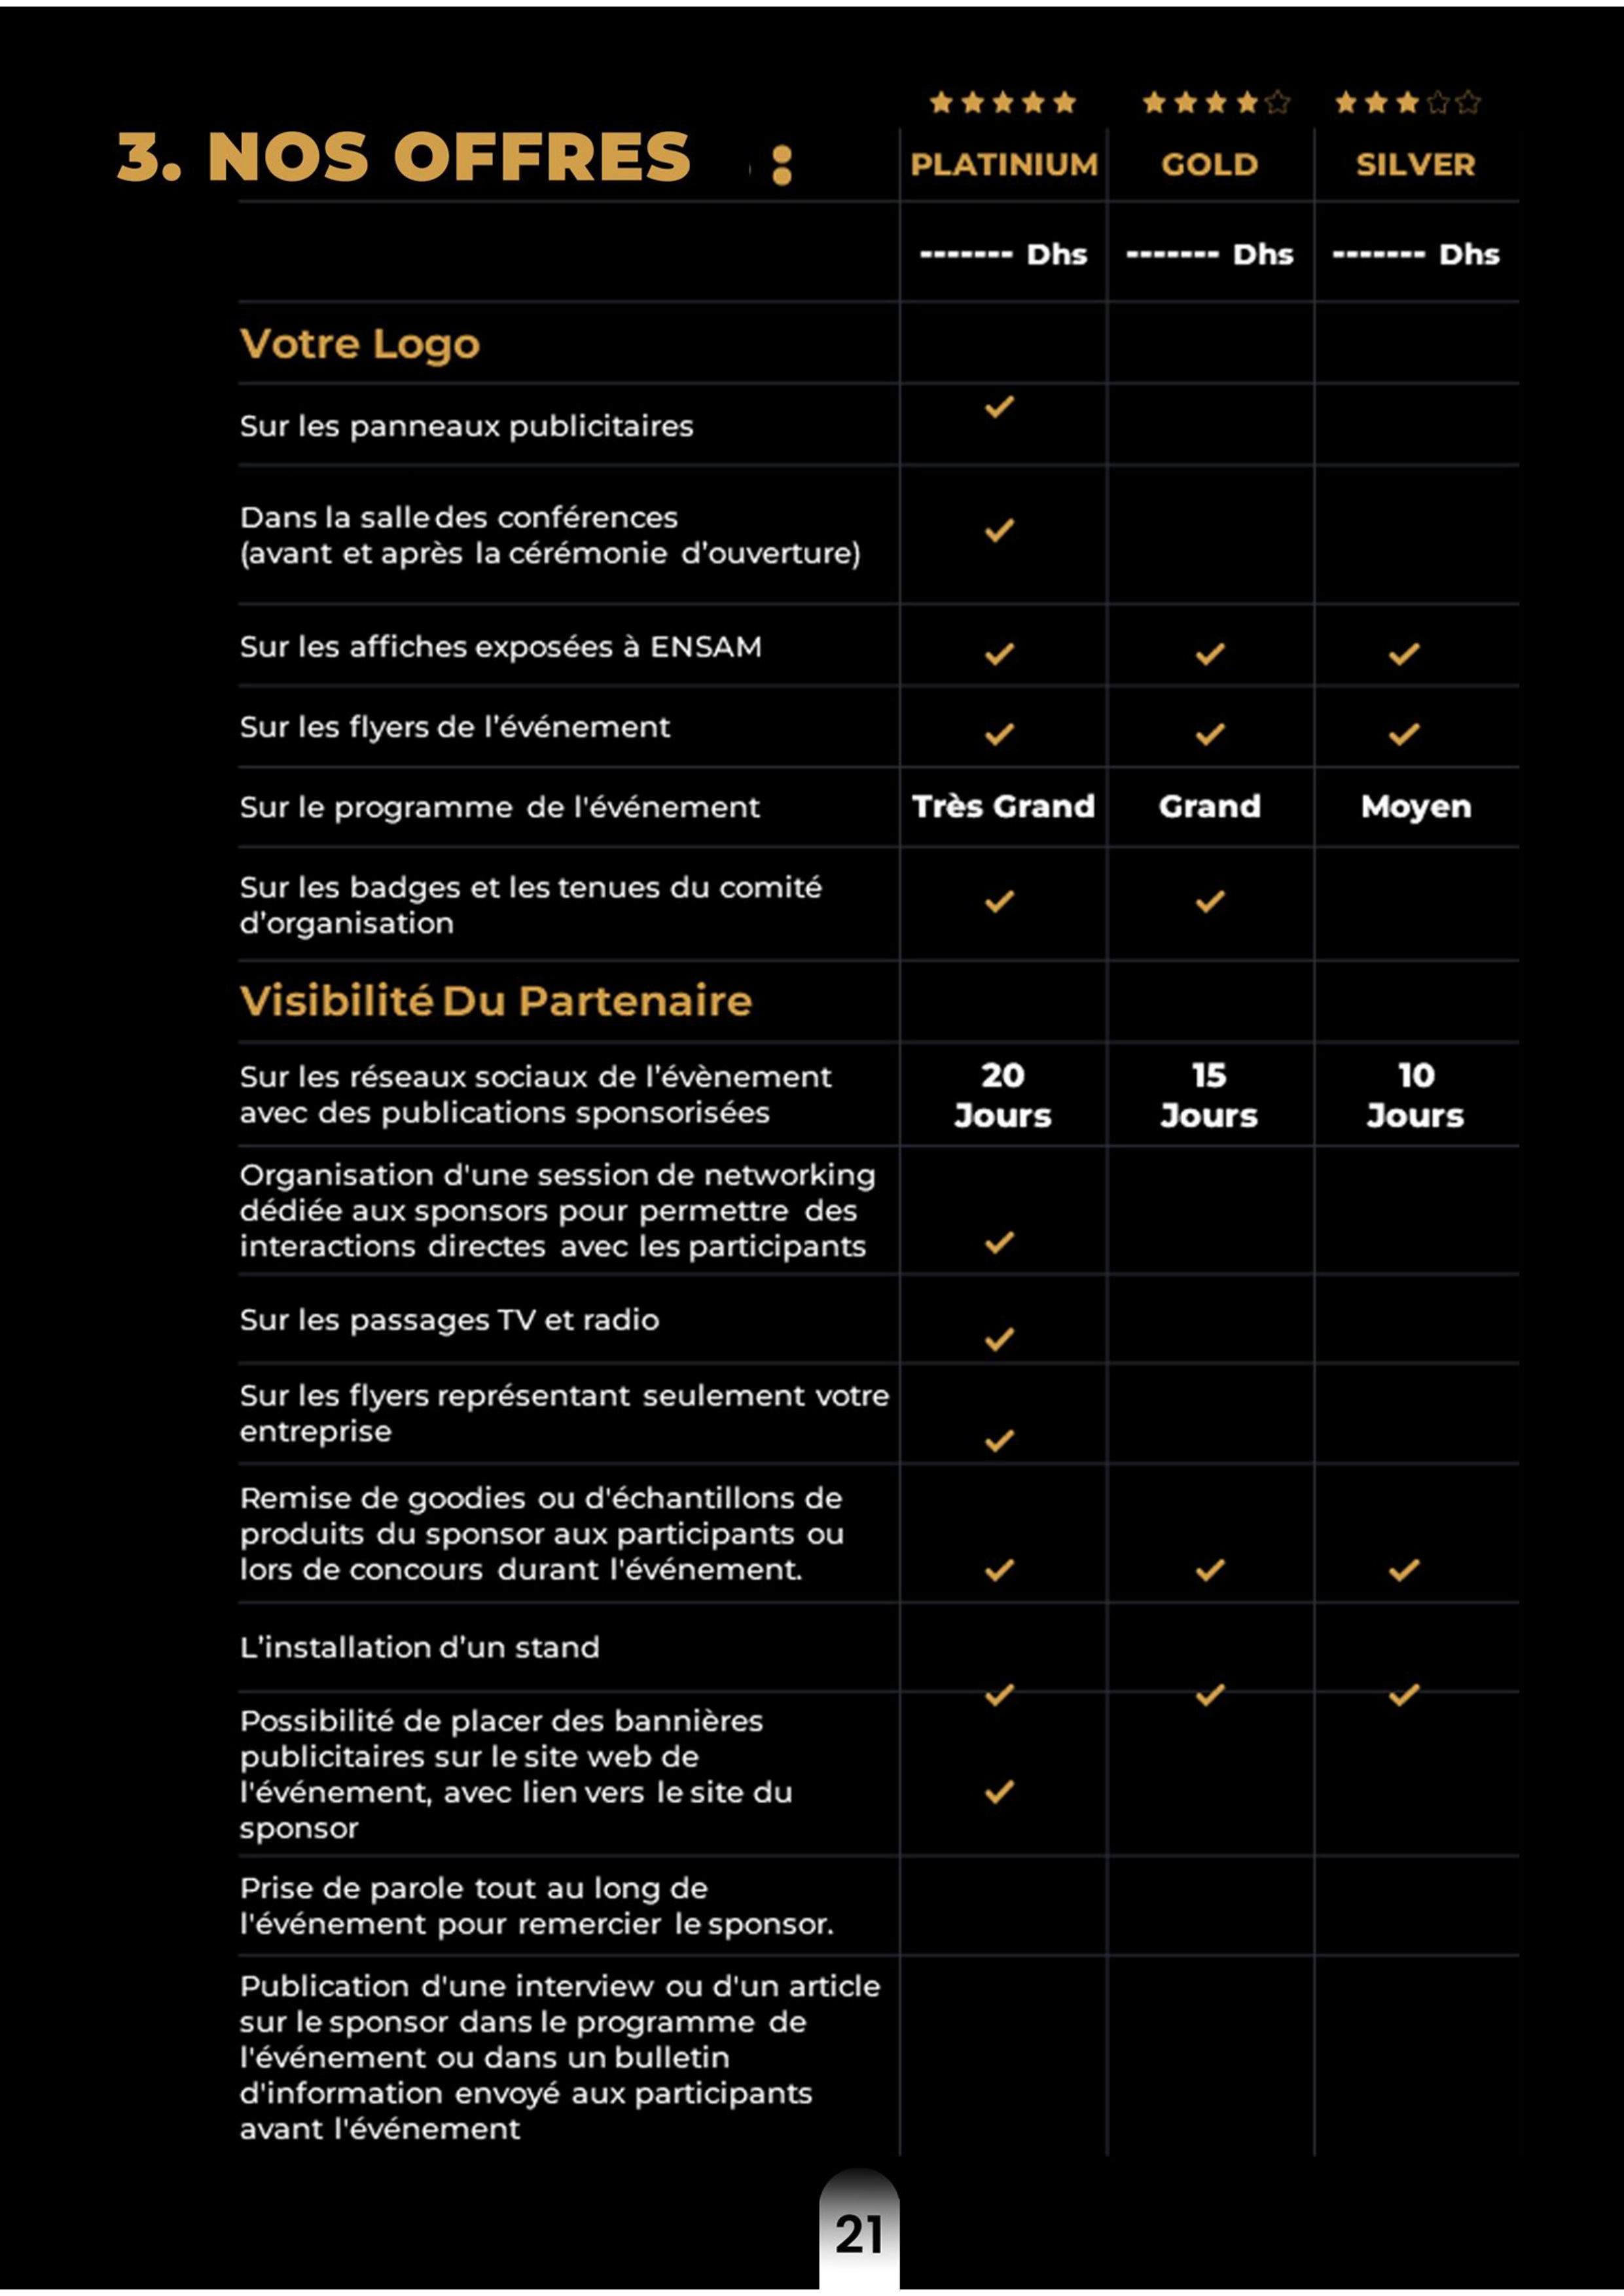 3. NOS OFFRES :
PLATINIUM GOLD SILVER
------- Dhs ------- Dhs ------- Dhs
Votre Logo
Sur les panneaux publicitaires
Dans la salle des conférences
(avant et après la cérémonie d'ouverture)
Sur les affiches exposées à ENSAM
Sur les flyers de l'événement
Sur le programme de l'événement Très Grand Grand Moyen
Sur les badges et les tenues du comité
d'organisation
Visibilité Du Partenaire
Sur les réseaux sociaux de l'évènement 20 15 10
avec des publications sponsorisées Jours Jours Jours
Organisation d'une session de networking
dédiée aux sponsors pour permettre des
interactions directes avec les participants
Sur les passages TV et radio
Sur les flyers représentant seulement votre
entreprise
Remise de goodies ou d'échantillons de
produits du sponsor aux participants ou
lors de concours durant l'événement.
L'installation d'un stand
Possibilité de placer des bannières
publicitaires sur le site web de
l'événement, avec lien vers le site du
sponsor
Prise de parole tout au long de
l'événement pour remercier le sponsor.
Publication d'une interview ou d'un article
sur le sponsor dans le programme de
l'événement ou dans un bulletin
d'information envoyé aux participants
avant l'événement
21